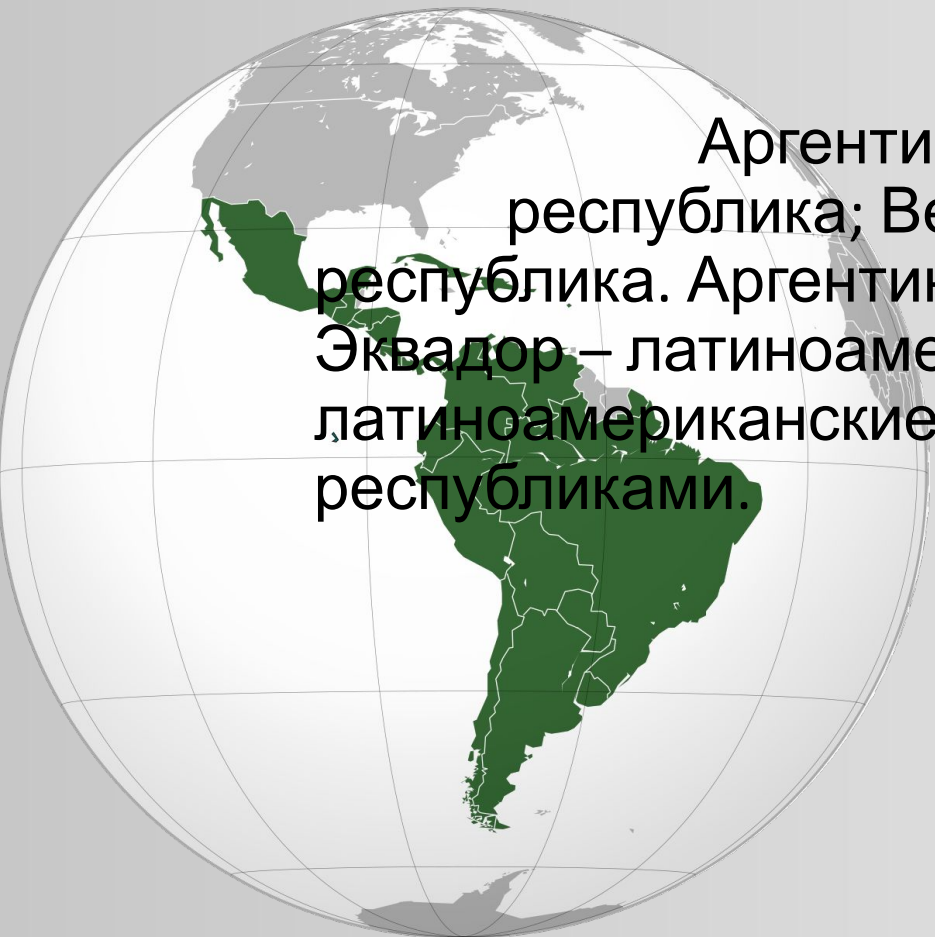 Аргенти
республика; Ве
республика. Аргентин
Эквадор – латиноаме
латиноамериканские
республиками.